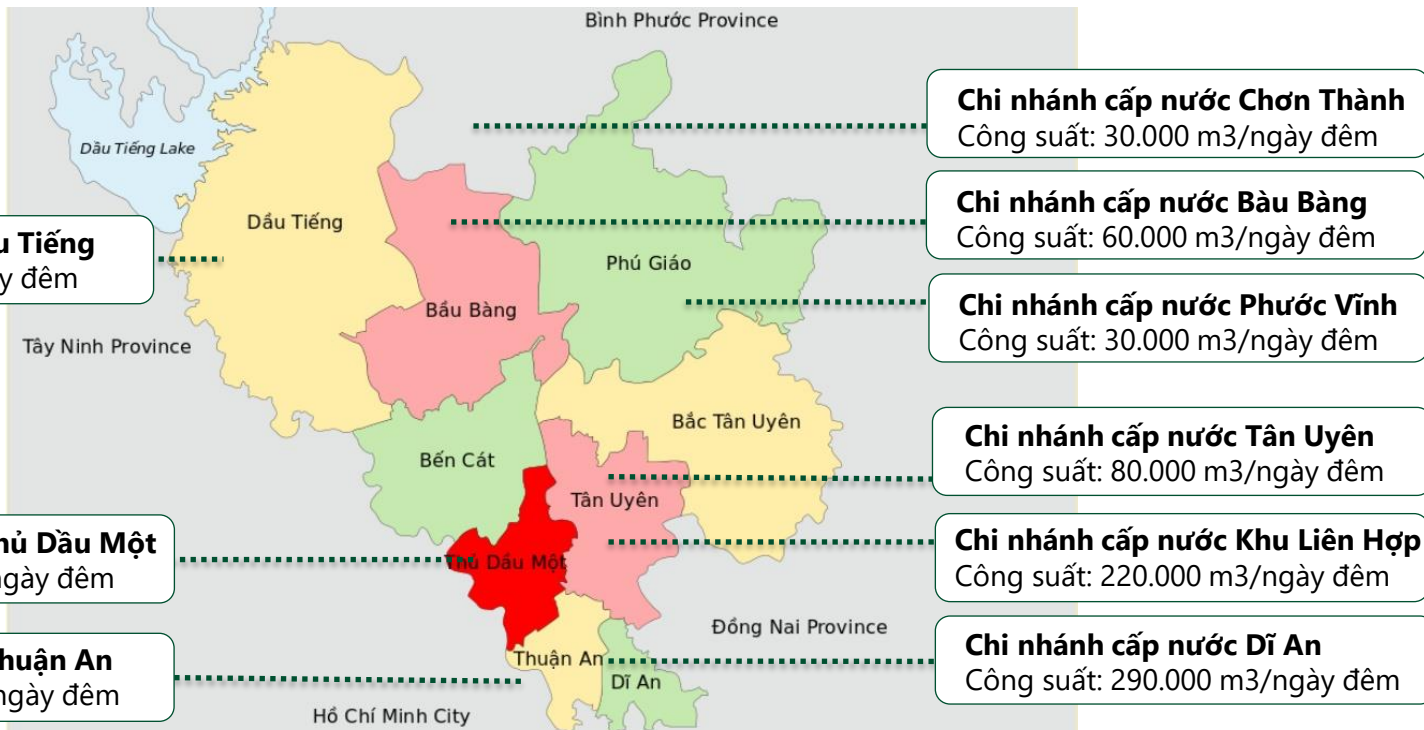 Bình Phước Province
Chi nhánh cấp nước Chơn Thành
Công suất: 30.000 m3/ngày đêm
Dầu Tiếng Lake
Chi nhánh cấp nước Bàu Bàng
Công suất: 60.000 m3/ngày đêm
Dầu Tiếng
Tiếng
đêm
Phú Giáo
Bầu Bàng
Chi nhánh cấp nước Phước Vĩnh
Công suất: 30.000 m3/ngày đêm
Tây Ninh Province
Bắc Tân Uyên
Chi nhánh cấp nước Tân Uyên
Công suất: 80.000 m3/ngày đêm
Bến Cát
Tân Uyên
Dầu Một
ngày đêm
Thủ Dầu Một
Chi nhánh cấp nước Khu Liên Hợp
Công suất: 220.000 m3/ngày đêm
Đồng Nai Province
Chi nhánh cấp nước Dĩ An
Công suất: 290.000 m3/ngày đêm
Thuận An
Dĩ An
An
ngày đêm
Hồ Chí Minh City